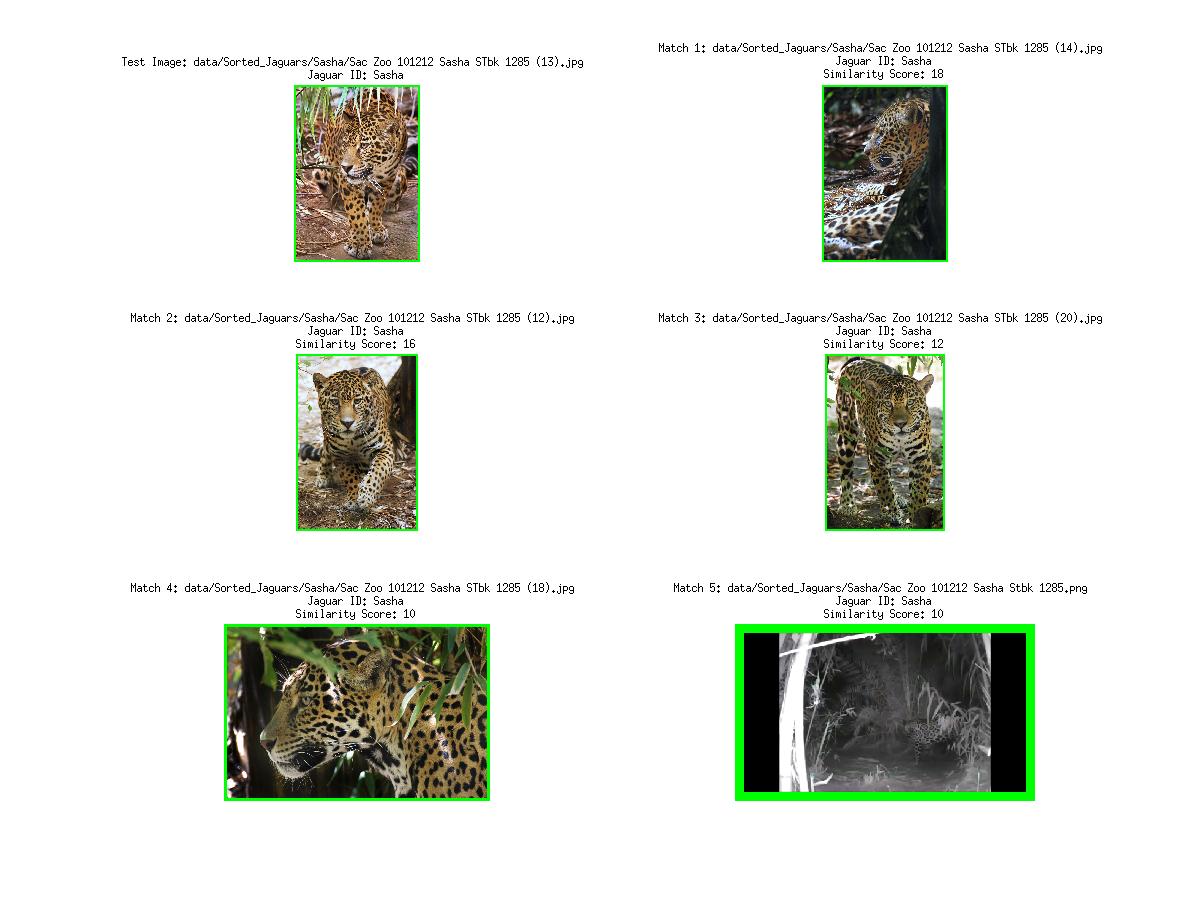 Test Image: data/Sorted_Jaguars/Sasha/Sac Zoo 101212 Sasha STbk 1285 (13).jpg
Jaguar ID: Sasha
Match 1: data/Sorted_Jaguars/Sasha/Sac Zoo 101212 Sasha STbk 1285 (14).jpg
Jaguar ID: Sasha
Similarity Score: 18
Match 2: data/Sorted_Jaguars/Sasha/Sac Zoo 101212 Sasha STbk 1285 (12).jpg
Jaguar ID: Sasha
Similarity Score: 16
Match 3: data/Sorted_Jaguars/Sasha/Sac Zoo 101212 Sasha STbk 1285 (20).jpg
Jaguar ID: Sasha
Similarity Score: 12
Match 4: data/Sorted_Jaguars/Sasha/Sac Zoo 101212 Sasha STbk 1285 (18).jpg
Jaguar ID: Sasha
Similarity Score: 10
Match 5: data/Sorted_Jaguars/Sasha/Sac Zoo 101212 Sasha Stbk 1285.png
Jaguar ID: Sasha
Similarity Score: 10